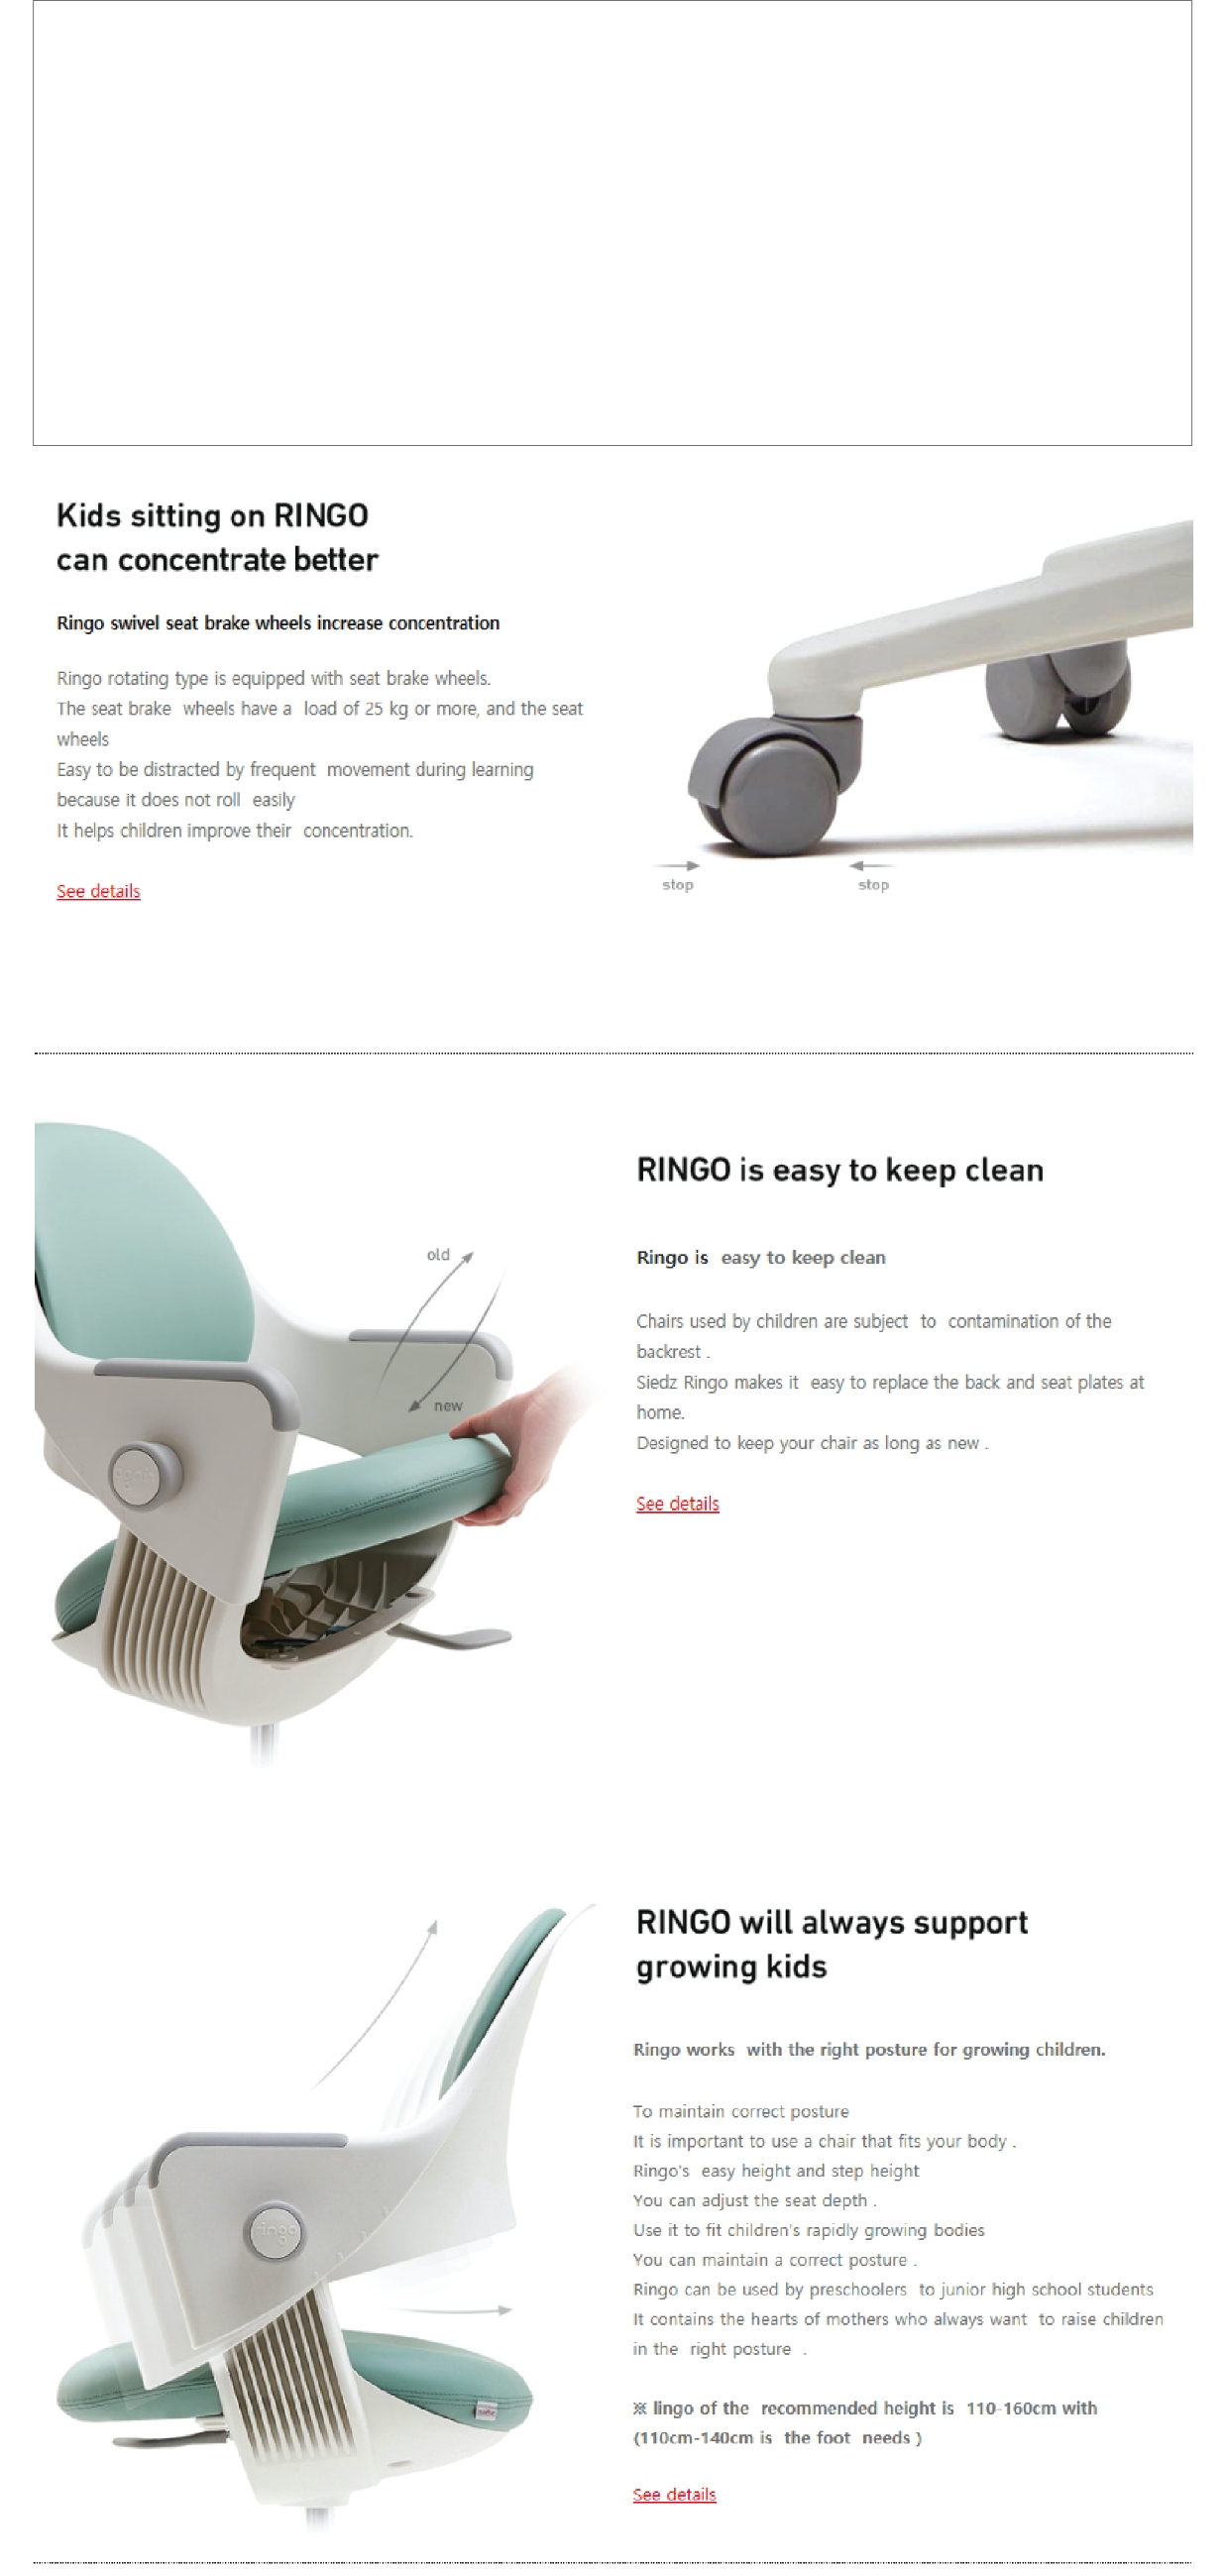 Kids sitting on RINGO
can concentrate better
Ringo swivel seat brake wheels increase concentration
Ringo rotating type is equipped with seat brake wheels.
The seat brake wheels have a load of 25 kg or more, and the seat
wheels
Easy to be distracted by frequent movement during learning
because it does not roll easily
It helps children improve their concentration.
See details
stop
stop
RINGO is easy to keep clean
Ringo is easy to keep clean
Chairs used by children are subject to contamination of the
backrest .
Siedz Ringo makes it easy to replace the back and seat plates at
home.
Designed to keep your chair as long as new .
See details
old
new
ringo
RINGO will always support
growing kids
Ringo works with the right posture for growing children.
To maintain correct posture
It is important to use a chair that fits your body .
Ringo's easy height and step height
You can adjust the seat depth .
Use it to fit children's rapidly growing bodies
You can maintain a correct posture .
Ringo can be used by preschoolers to junior high school students
It contains the hearts of mothers who always want to raise children
in the right posture .
※ lingo of the recommended height is 110-160cm with
(110cm-140cm is the foot needs )
See details
ringo